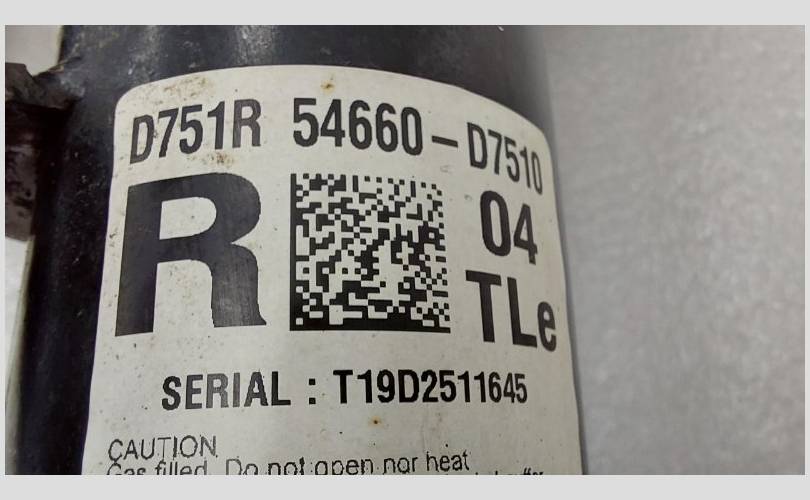 D751R 54660-D7510
R 04
TLe
SERIAL : T19D2511645
CAUTION
Gas filled. Do not open nor heat